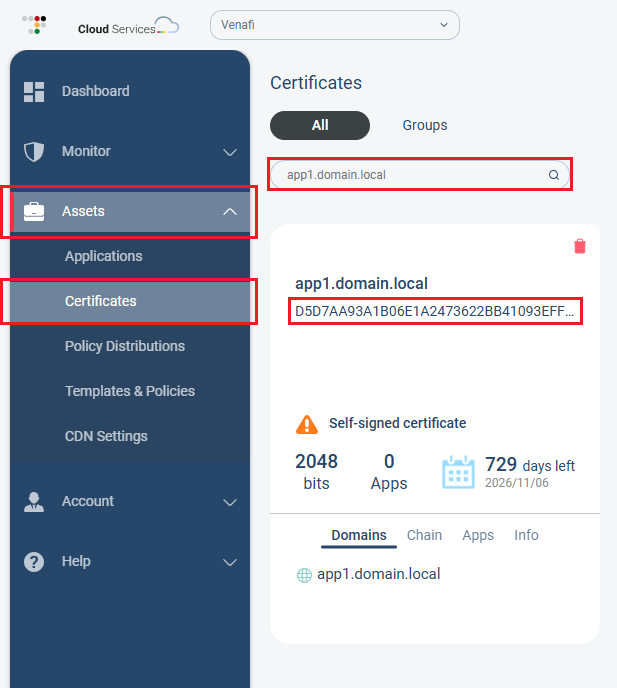 Cloud Services
Venafi
Dashboard
Monitor
Assets
Applications
Certificates
Policy Distributions
Templates & Policies
CDN Settings
Account
Help
Certificates
All
Groups
app1.domain.local
app1.domain.local
D5D7AA93A1B06E1A2473622BB41093EFF...
Self-signed certificate
2048
bits
0
Apps
729 days left
2026/11/06
Domains
Chain
Apps
Info
app1.domain.local